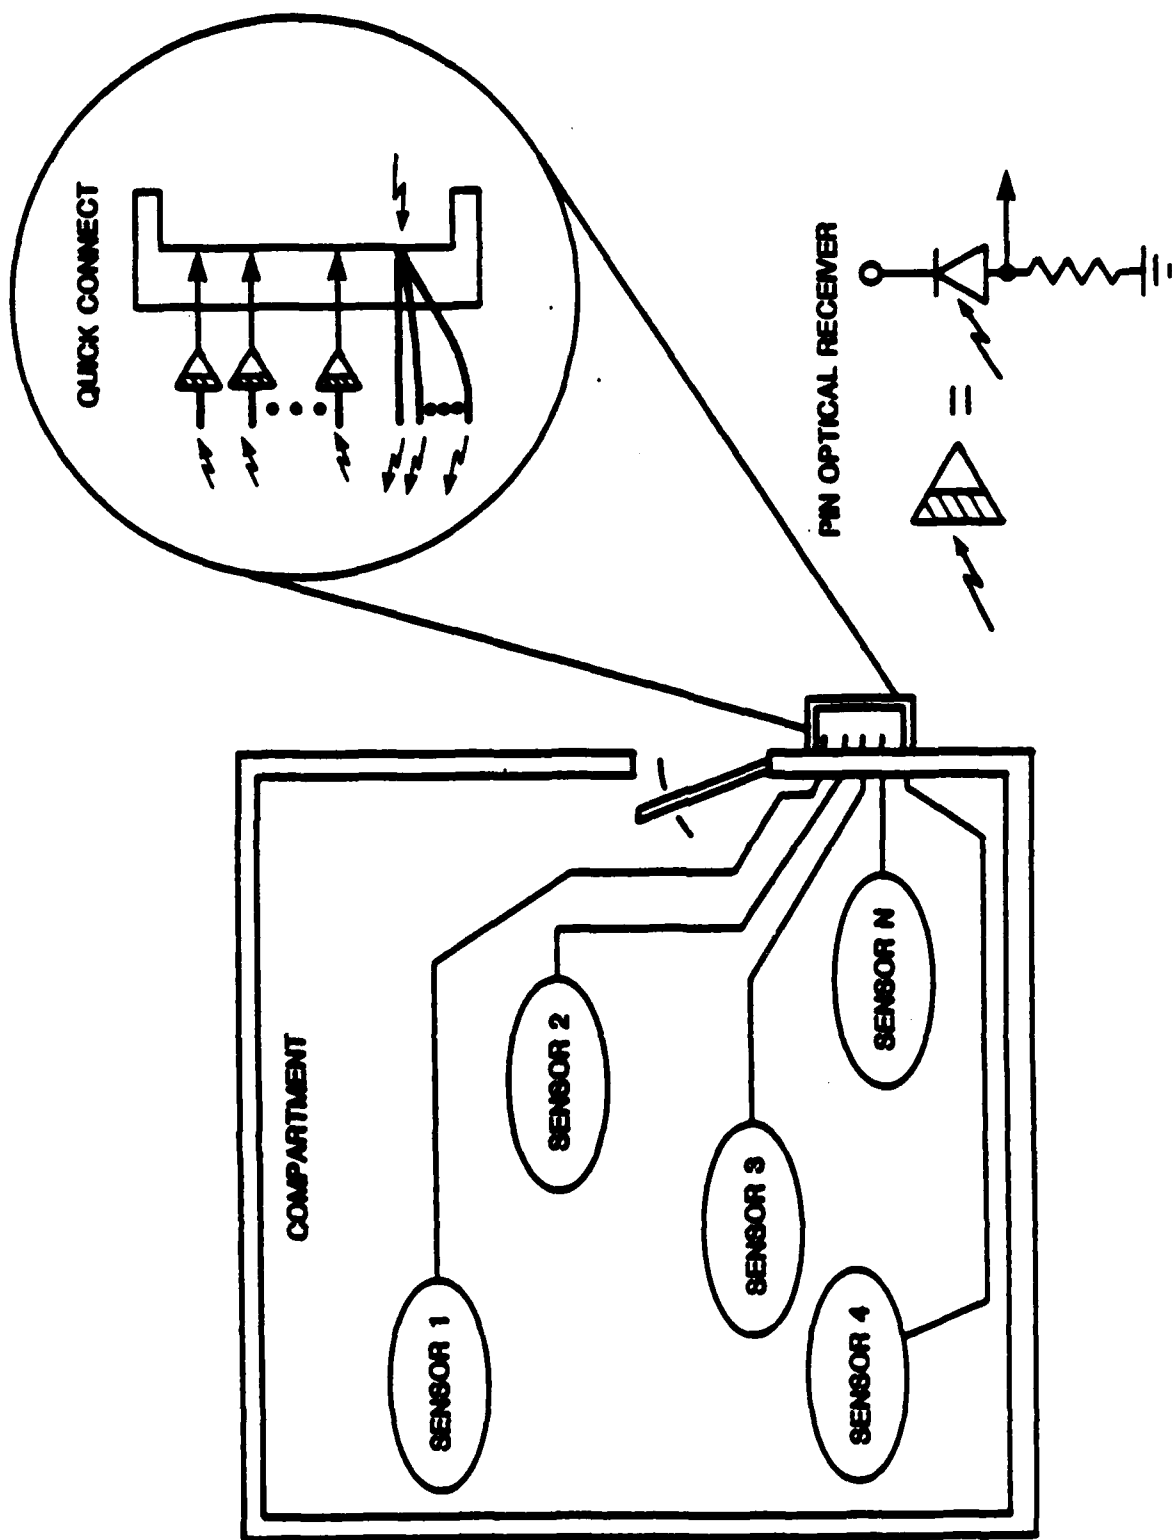 QUICK CONNECT
PIN OPTICAL RECEIVER
COMPARTMENT
SENSOR 1
SENSOR 2
SENSOR 3
SENSOR 4
SENSOR N